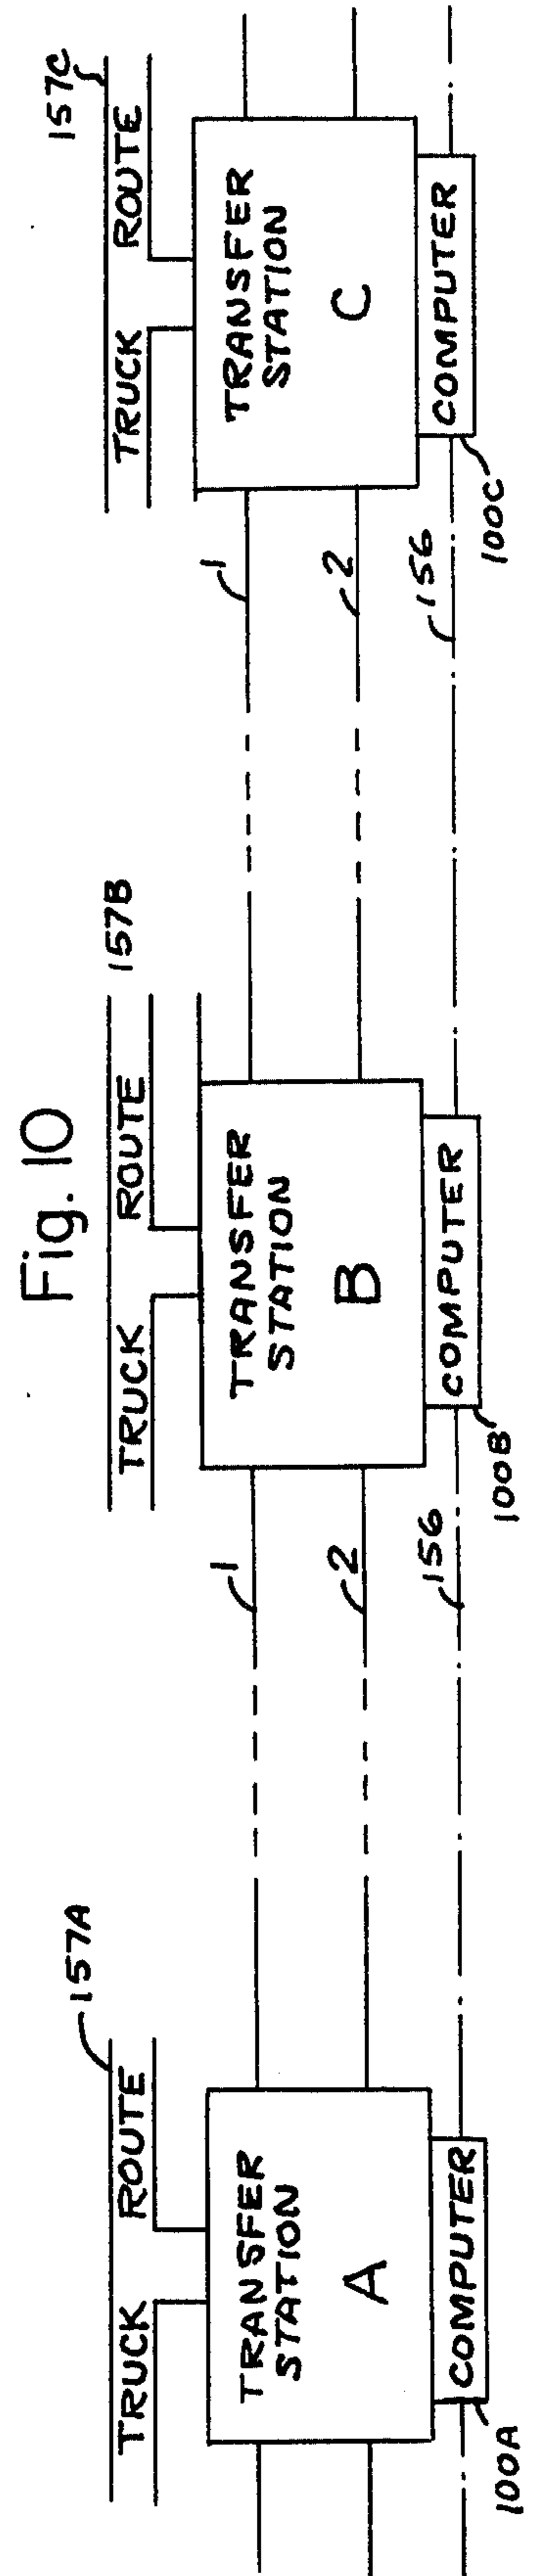 Fig. 10
157A
TRUCK ROUTE
TRANSFER
STATION
A
COMPUTER
100A
1
2
156
157B
TRUCK ROUTE
TRANSFER
STATION
B
COMPUTER
100B
1
2
156
157C
TRUCK ROUTE
TRANSFER
STATION
C
COMPUTER
100C